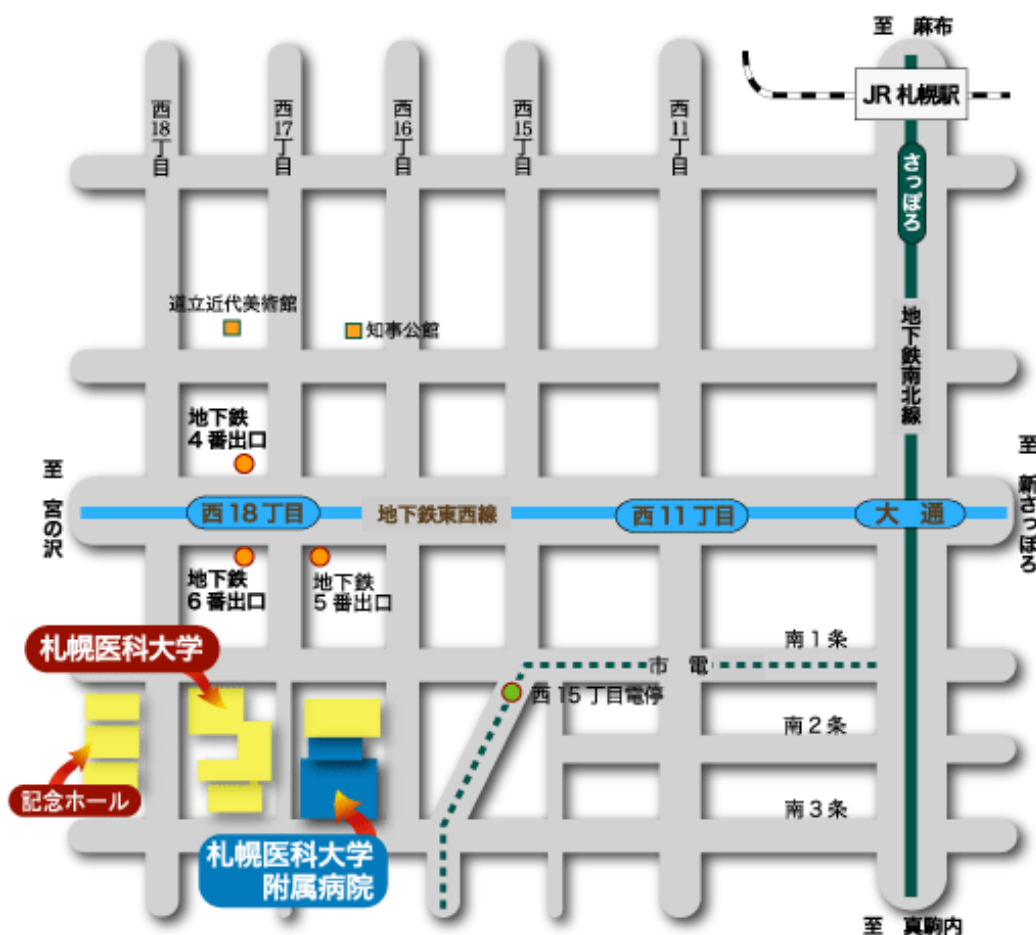 至 麻布
JR 札幌駅
西18丁目
西17丁目
西16丁目
西15丁目
西11丁目
さっぽろ
道立近代美術館
知事公館
地下鉄南北線
地下鉄
4番出口
至 宮の沢
西18丁目
地下鉄東西線
西11丁目
大 通
至 新さっぽろ
地下鉄
6番出口
地下鉄
5番出口
札幌医科大学
南1条
市 電
西15丁目電停
南2条
記念ホール
南3条
札幌医科大学
附属病院
至 真駒内